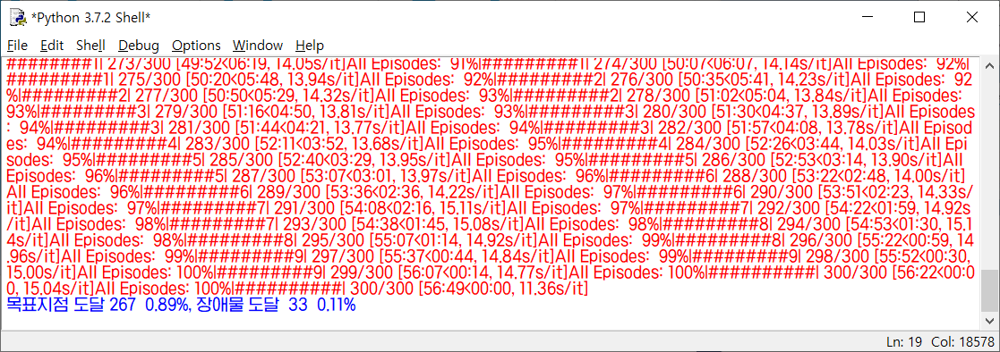 *Python 3.7.2 Shell*
File Edit Shell Debug Options Window Help
########1| 273/300 [49:52<06:19, 14.05s/it]All Episodes:  91%|#########1| 274/300 [50:07<06:07, 14.14s/it]All Episodes:  92%|
#########1| 275/300 [50:20<05:48, 13.94s/it]All Episodes:  92%|#########2| 276/300 [50:35<05:41, 14.23s/it]All Episodes:  92
%|#########2| 277/300 [50:50<05:29, 14.32s/it]All Episodes:  93%|#########2| 278/300 [51:02<05:04, 13.84s/it]All Episodes:
93%|#########3| 279/300 [51:16<04:50, 13.81s/it]All Episodes:  93%|#########3| 280/300 [51:30<04:37, 13.89s/it]All Episodes
:  94%|#########3| 281/300 [51:44<04:21, 13.77s/it]All Episodes:  94%|#########3| 282/300 [51:57<04:08, 13.78s/it]All Episod
es:  94%|#########4| 283/300 [52:11<03:52, 13.68s/it]All Episodes:  95%|#########4| 284/300 [52:26<03:44, 14.03s/it]All Epi
sodes:  95%|#########5| 285/300 [52:40<03:29, 13.95s/it]All Episodes:  95%|#########5| 286/300 [52:53<03:14, 13.90s/it]All
Episodes:  96%|#########5| 287/300 [53:07<03:01, 13.97s/it]All Episodes:  96%|#########6| 288/300 [53:22<02:48, 14.00s/it]
All Episodes:  96%|#########6| 289/300 [53:36<02:36, 14.22s/it]All Episodes:  97%|#########6| 290/300 [53:51<02:23, 14.33s/
it]All Episodes:  97%|#########7| 291/300 [54:08<02:16, 15.11s/it]All Episodes:  97%|#########7| 292/300 [54:22<01:59, 14.92s
/it]All Episodes:  98%|#########7| 293/300 [54:38<01:45, 15.08s/it]All Episodes:  98%|#########8| 294/300 [54:53<01:30, 15.1
4s/it]All Episodes:  98%|#########8| 295/300 [55:07<01:14, 14.92s/it]All Episodes:  99%|#########8| 296/300 [55:22<00:59, 14
.96s/it]All Episodes:  99%|#########9| 297/300 [55:37<00:44, 14.84s/it]All Episodes:  99%|#########9| 298/300 [55:52<00:30,
15.00s/it]All Episodes: 100%|#########9| 299/300 [56:07<00:14, 14.77s/it]All Episodes: 100%|##########| 300/300 [56:22<00:0
0, 15.04s/it]All Episodes: 100%|##########| 300/300 [56:49<00:00, 11.36s/it]
목표지점 도달 267  0.89%, 장애물 도달  33  0.11%
Ln: 19 Col: 18578